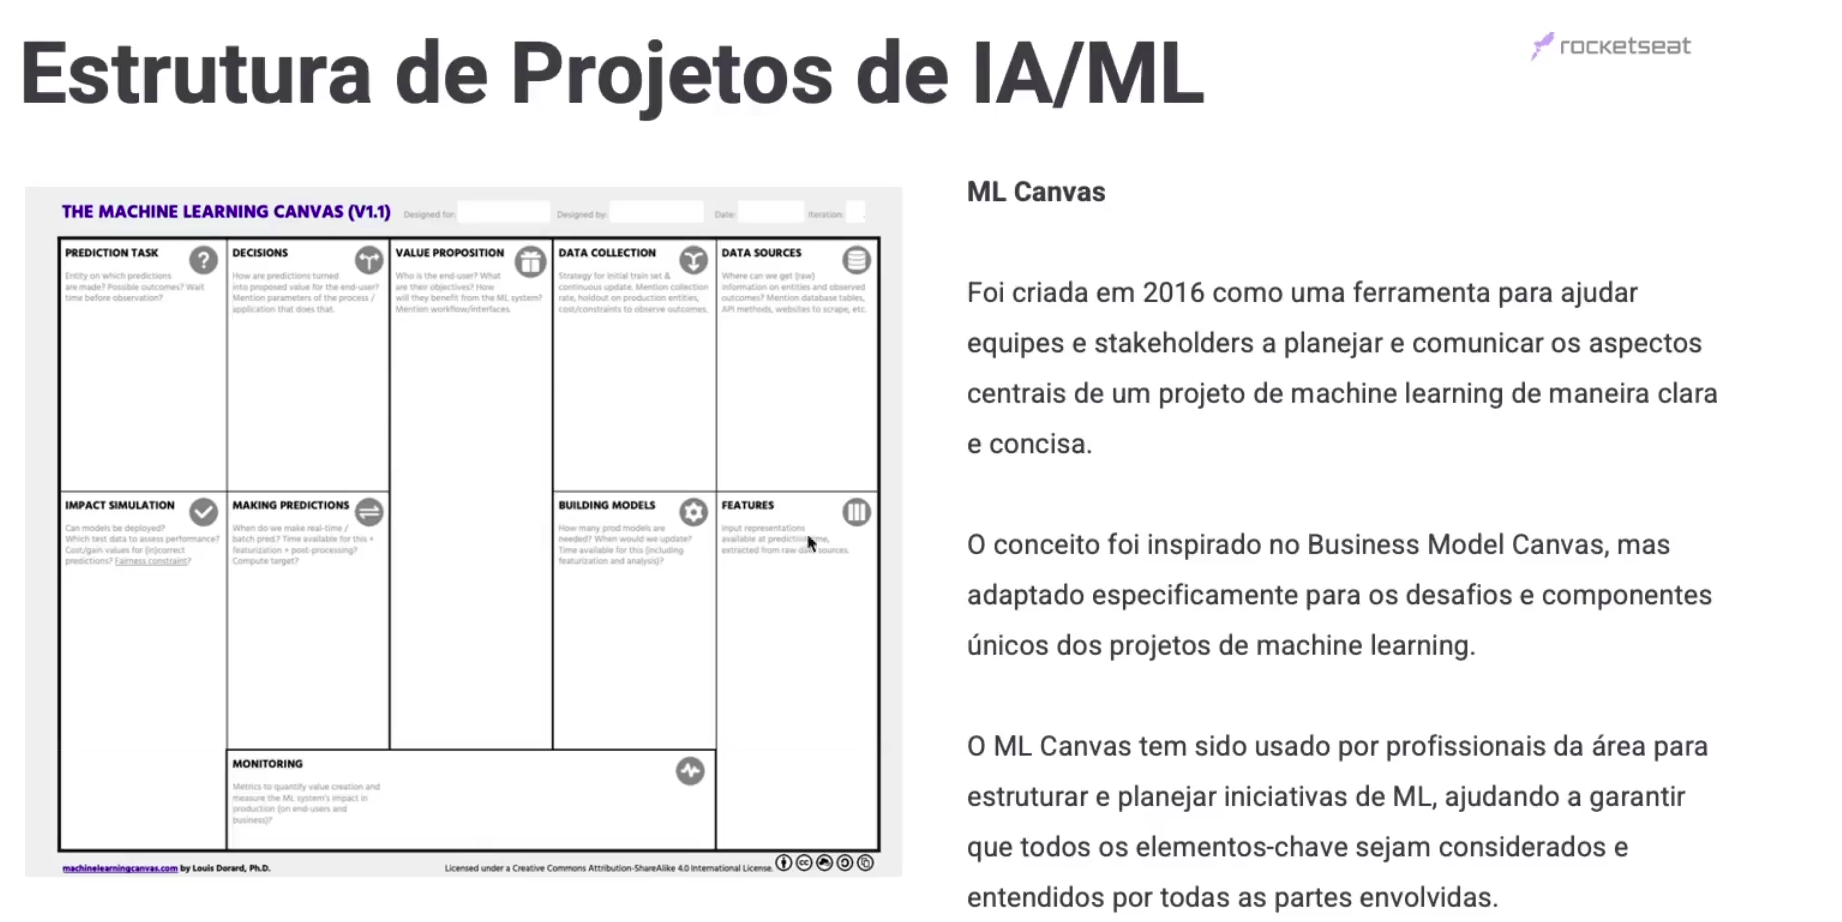 Estrutura de Projetos de IA/ML
rocketseat
THE MACHINE LEARNING CANVAS (V1.1)
Designed for:
Designed by:
Date:
Iteration:
PREDICTION TASK
Entity on which predictions
are made? Possible outcomes? Wait
time before observation?
DECISIONS
How are predictions turned
into proposed value for the end-user?
Mention parameters of the process /
application that does that.
VALUE PROPOSITION
Who is the end-user? What
are their objectives? How
will they benefit from the ML system?
Mention workflow/interfaces.
DATA COLLECTION
Strategy for initial train set &
continuous update. Mention collection
rate, holdout on production entities,
cost/constraints to observe outcomes.
DATA SOURCES
Where can we get (raw)
information on entities and observed
outcomes? Mention database tables,
API methods, websites to scrape, etc.
IMPACT SIMULATION
Can models be deployed?
Which test data to assess performance?
Cost/gain values for (in)correct
predictions? Fairness constraint?
MAKING PREDICTIONS
When do we make real-time /
batch pred.? Time available for this +
featurization + post-processing?
Compute target?
BUILDING MODELS
How many prod models are
needed? When would we update?
Time available for this (including
featurization and analysis)?
FEATURES
Input representations
available at prediction time,
extracted from raw data sources.
MONITORING
Metrics to quantify value creation and
measure the ML system's impact in
production (on end-users and
business)?
machinelearningcanvas.com by Louis Dorard, Ph.D.
Licensed under a Creative Commons Attribution-ShareAlike 4.0 International License.
ML Canvas
Foi criada em 2016 como uma ferramenta para ajudar
equipes e stakeholders a planejar e comunicar os aspectos
centrais de um projeto de machine learning de maneira clara
e concisa.
O conceito foi inspirado no Business Model Canvas, mas
adaptado especificamente para os desafios e componentes
únicos dos projetos de machine learning.
O ML Canvas tem sido usado por profissionais da área para
estruturar e planejar iniciativas de ML, ajudando a garantir
que todos os elementos-chave sejam considerados e
entendidos por todas as partes envolvidas.